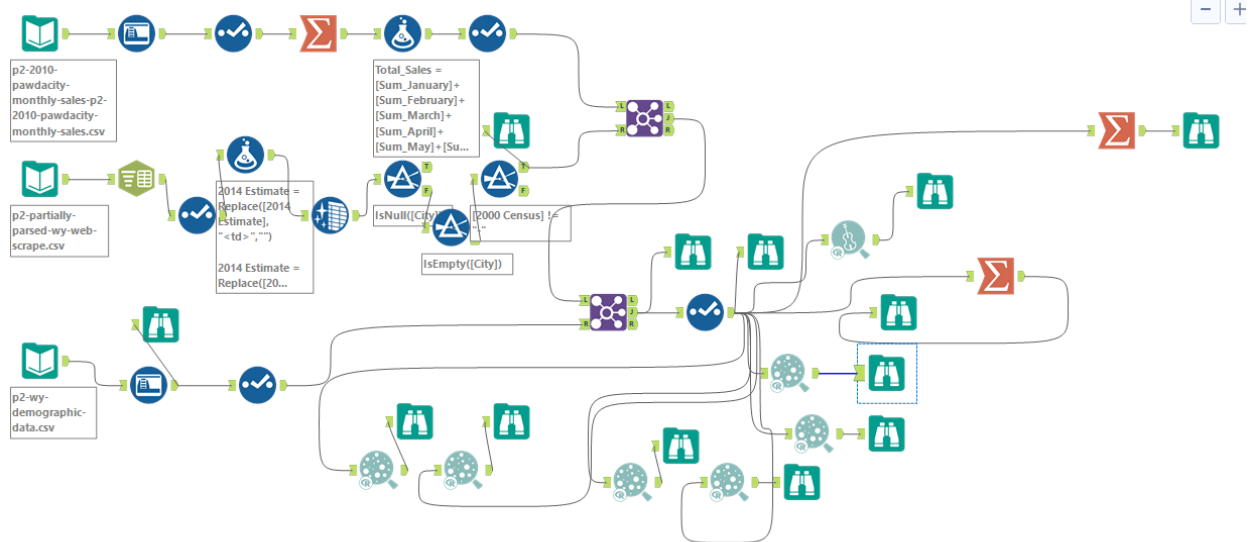 p2-2010-
pawdacity-
monthly-sales-p2-
2010-pawdacity-
monthly-sales.csv
Total_Sales =
[Sum_January]+
[Sum_February]+
[Sum_March]+
[Sum_April]+
[Sum_May]+[Su...
L
R
L
J
R
p2-partially-
parsed-wy-web-
scrape.csv
2014 Estimate =
Replace([2014
Estimate],
"<td>","")
2014 Estimate =
Replace([20...
T
F
IsNull([City])
T
F
[2000 Census] !=
"."
IsEmpty([City])
L
R
L
J
R
p2-wy-
demographic-
data.csv